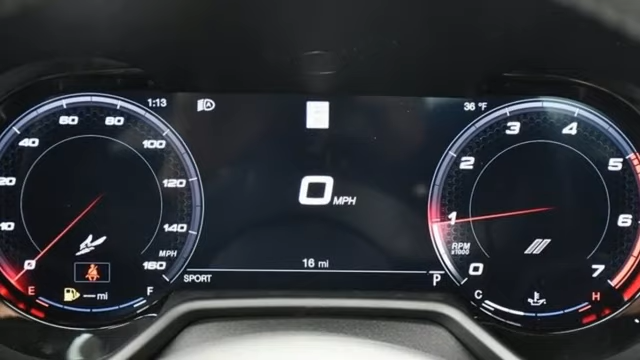 1:13
36 °F
0 20 40 60 80 100 120 140 160
MPH
10
0 MPH
0 1 2 3 4 5 6 7
RPM x1000
E F
--- mi
SPORT
16 mi
P
C H